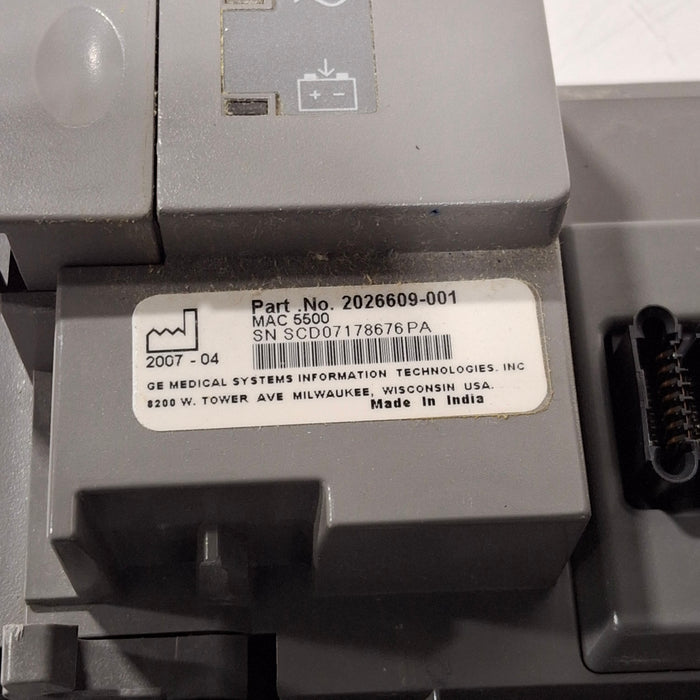 Part .No. 2026609-001
MAC 5500
SN SCD07178676PA
2007 - 04
GE MEDICAL SYSTEMS INFORMATION TECHNOLOGIES. INC
8200 W. TOWER AVE MILWAUKEE, WISCONSIN USA.
Made In India